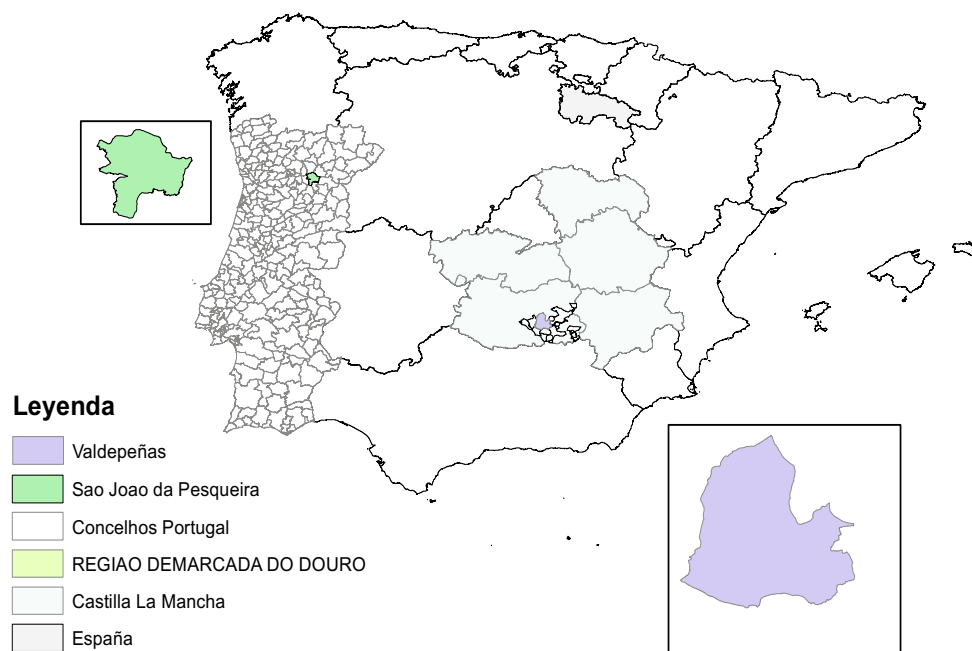 Leyenda
Valdepeñas
Sao Joao da Pesqueira
Concelhos Portugal
REGIAO DEMARCADA DO DOURO
Castilla La Mancha
España